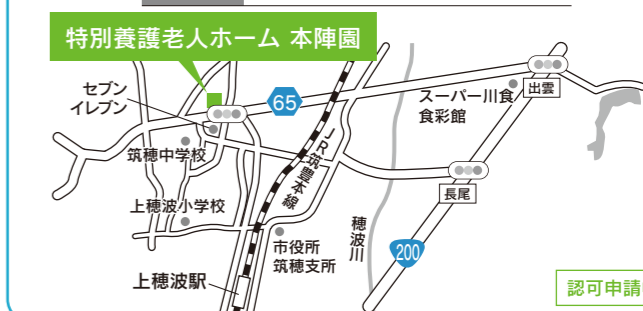 特別養護老人ホーム 本陣園
セブン
イレブン
65
スーパー川食
食彩館
出雲
筑穂中学校
JR筑豊本線
長尾
上穂波小学校
市役所
筑穂支所
穂波川
200
上穂波駅
認可申請